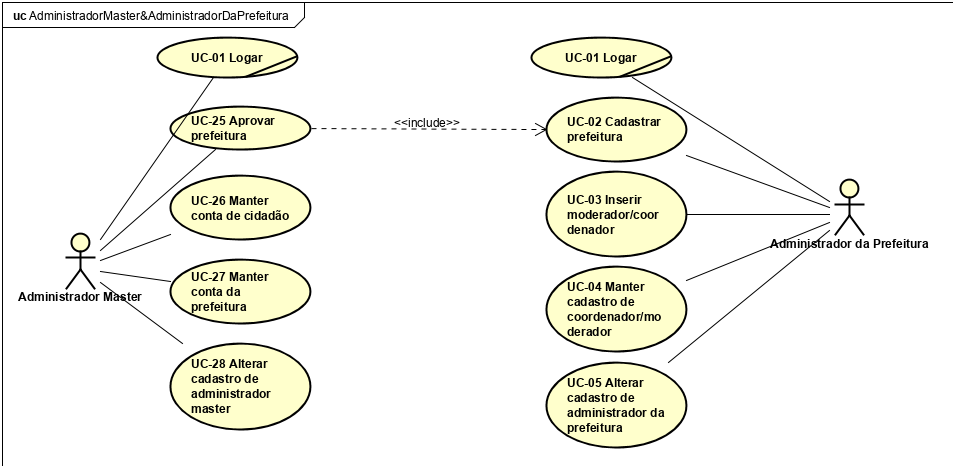 uc AdministradorMaster&AdministradorDaPrefeitura
UC-01 Logar
UC-25 Aprovar
prefeitura
UC-26 Manter
conta de cidadão
UC-27 Manter
conta da
prefeitura
UC-28 Alterar
cadastro de
administrador
master
Administrador Master
<<include>>
UC-01 Logar
UC-02 Cadastrar
prefeitura
UC-03 Inserir
moderador/coor
denador
UC-04 Manter
cadastro de
coordenador/mo
derador
UC-05 Alterar
cadastro de
administrador da
prefeitura
Administrador da Prefeitura